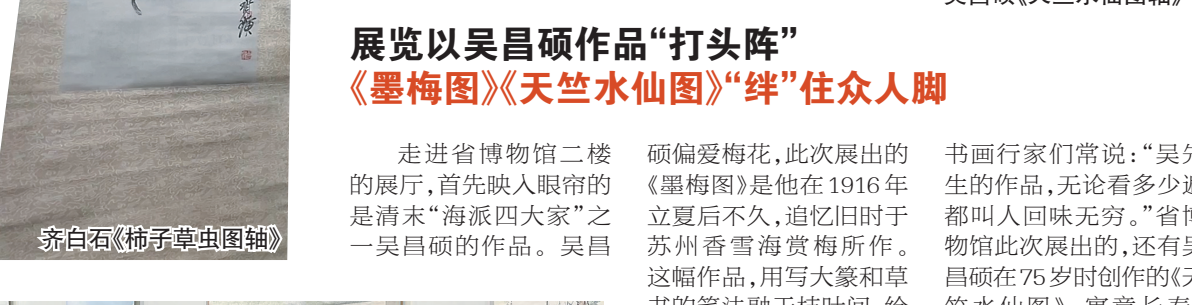 齐白石《柿子草虫图轴》
展览以吴昌硕作品“打头阵”
《墨梅图》《天竺水仙图》“绊”住众人脚
走进省博物馆二楼
的展厅，首先映入眼帘的
是清末“海派四大家”之
一吴昌硕的作品。吴昌
硕偏爱梅花，此次展出的
《墨梅图》是他在1916年
立夏后不久，追忆旧时于
苏州香雪海赏梅所作。
这幅作品，用写大篆和草
书画行家们常说：“吴先
生的作品，无论看多少遍
都叫人回味无穷。”省博
物馆此次展出的，还有吴
昌硕在75岁时创作的《天